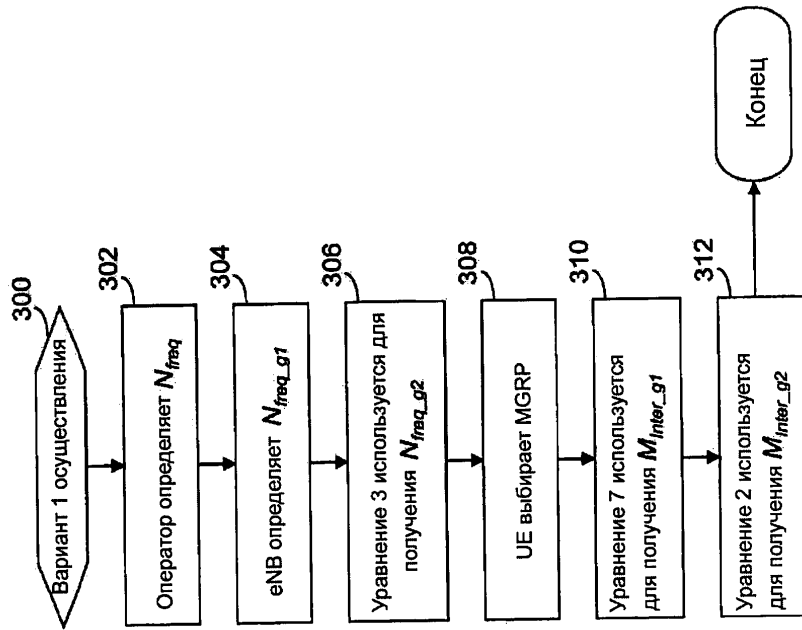 300
Вариант 1 осуществления
302
Оператор определяет N_freq
304
eNB определяет N_freq_g1
306
Уравнение 3 используется для
получения N_freq_g2
308
UE выбирает MGRP
310
Уравнение 7 используется
для получения M_Inter_g1
312
Уравнение 2 используется
для получения M_Inter_g2
Конец